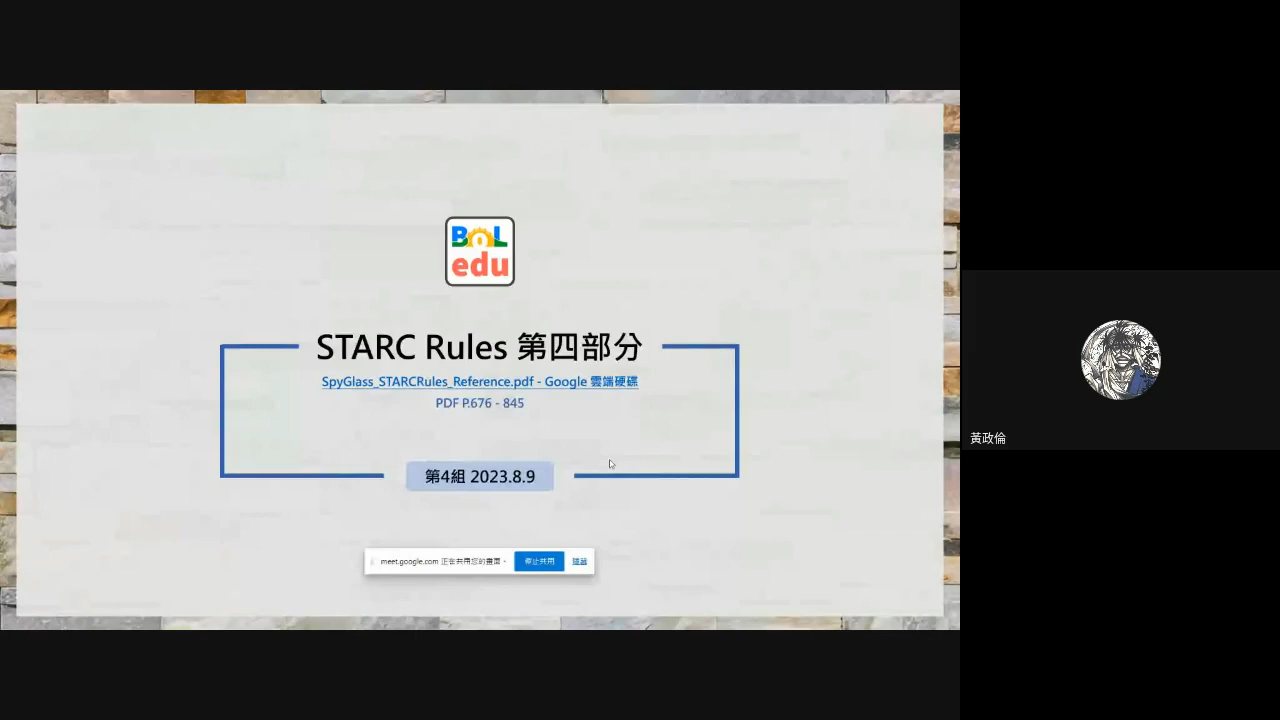 BOL
edu
STARC Rules 第四部分
SpyGlass_STARCRules_Reference.pdf - Google 雲端硬碟
PDF P.676 - 845
第4組 2023.8.9
meet.google.com 正在共用您的畫面。
停止共用
隱藏
黃政倫